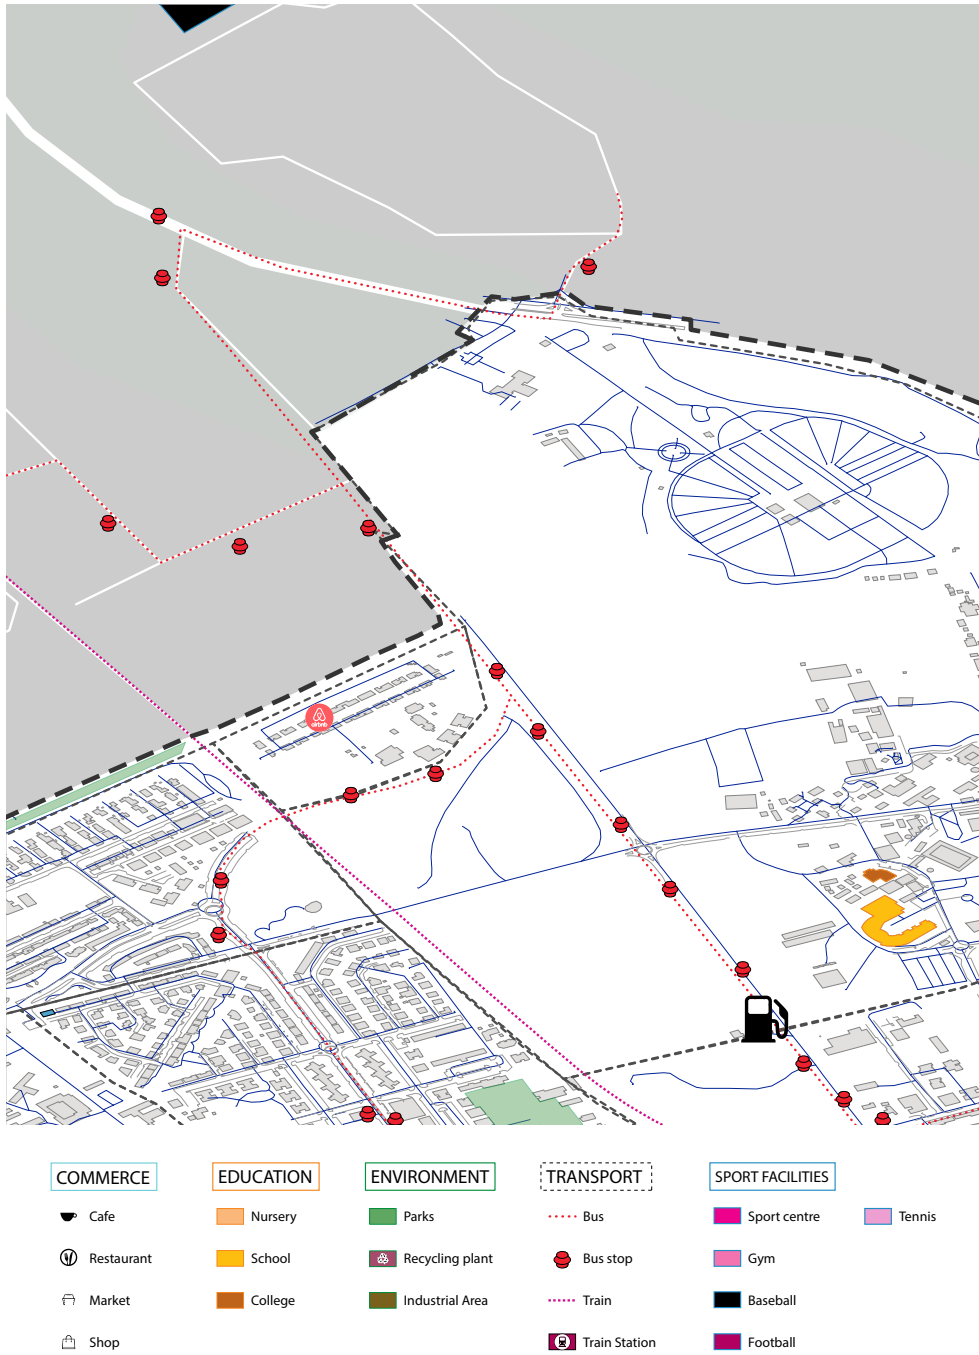 airbnb
COMMERCE
EDUCATION
ENVIRONMENT
TRANSPORT
SPORT FACILITIES
Cafe
Nursery
Parks
Bus
Sport centre
Tennis
Restaurant
School
Recycling plant
Bus stop
Gym
Market
College
Industrial Area
Train
Baseball
Shop
Train Station
Football